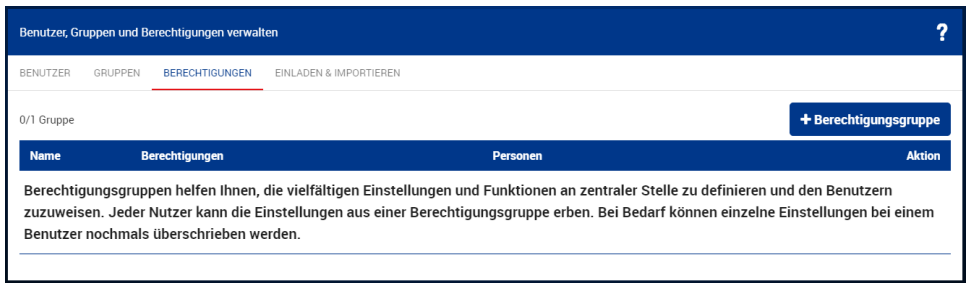 Benutzer, Gruppen und Berechtigungen verwalten
?
BENUTZER GRUPPEN BERECHTIGUNGEN EINLADEN & IMPORTIEREN
0/1 Gruppe
+ Berechtigungsgruppe
Name Berechtigungen Personen Aktion
Berechtigungsgruppen helfen Ihnen, die vielfältigen Einstellungen und Funktionen an zentraler Stelle zu definieren und den Benutzern
zuzuweisen. Jeder Nutzer kann die Einstellungen aus einer Berechtigungsgruppe erben. Bei Bedarf können einzelne Einstellungen bei einem
Benutzer nochmals überschrieben werden.